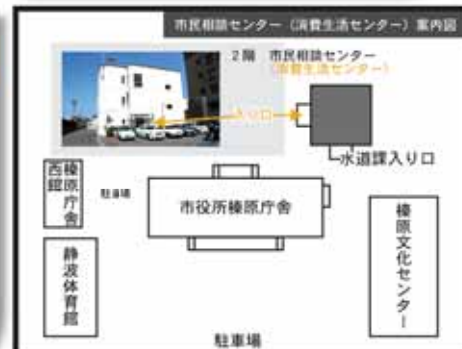 市民相談センター（消費生活センター）案内図
2階 市民相談センター
（消費生活センター）
入り口
水道課入り口
榛原庁舎
西館
駐車場
市役所榛原庁舎
静波体育館
榛原文化センター
駐車場